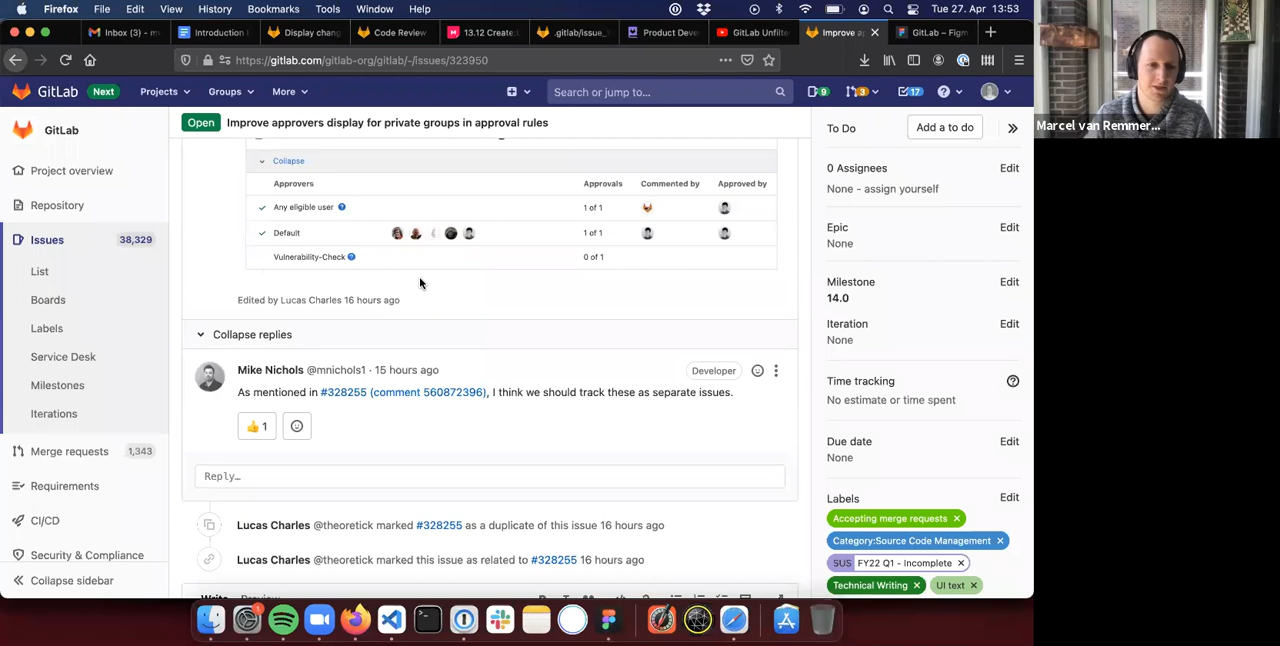 Firefox File Edit View History Bookmarks Tools Window Help Tue 27. Apr 13:53
Inbox (3) - m Introduction Display chang Code Review 13.12 Create: .gitlab/issue_ Product Deve GitLab Unfilte Improve a GitLab – Figm
https://gitlab.com/gitlab-org/gitlab/-/issues/323950
GitLab Next Projects Groups More Search or jump to... 9 3 17
GitLab
Project overview
Repository
Issues 38,329
List
Boards
Labels
Service Desk
Milestones
Iterations
Merge requests 1,343
Requirements
CI/CD
Security & Compliance
Collapse sidebar
Open Improve approvers display for private groups in approval rules
Collapse
Approvers Approvals Commented by Approved by
Any eligible user 1 of 1
Default 1 of 1
Vulnerability-Check 0 of 1
Edited by Lucas Charles 16 hours ago
Collapse replies
Mike Nichols @mnichols1 · 15 hours ago Developer
As mentioned in #328255 (comment 560872396), I think we should track these as separate issues.
👍 1
Reply…
Lucas Charles @theoretick marked #328255 as a duplicate of this issue 16 hours ago
Lucas Charles @theoretick marked this issue as related to #328255 16 hours ago
Write Preview
To Do Add a to do
0 Assignees Edit
None - assign yourself
Epic Edit
None
Milestone Edit
14.0
Iteration Edit
None
Time tracking
No estimate or time spent
Due date Edit
None
Labels Edit
Accepting merge requests
Category:Source Code Management
SUS FY22 Q1 - Incomplete
Technical Writing UI text
Marcel van Remmer...
1